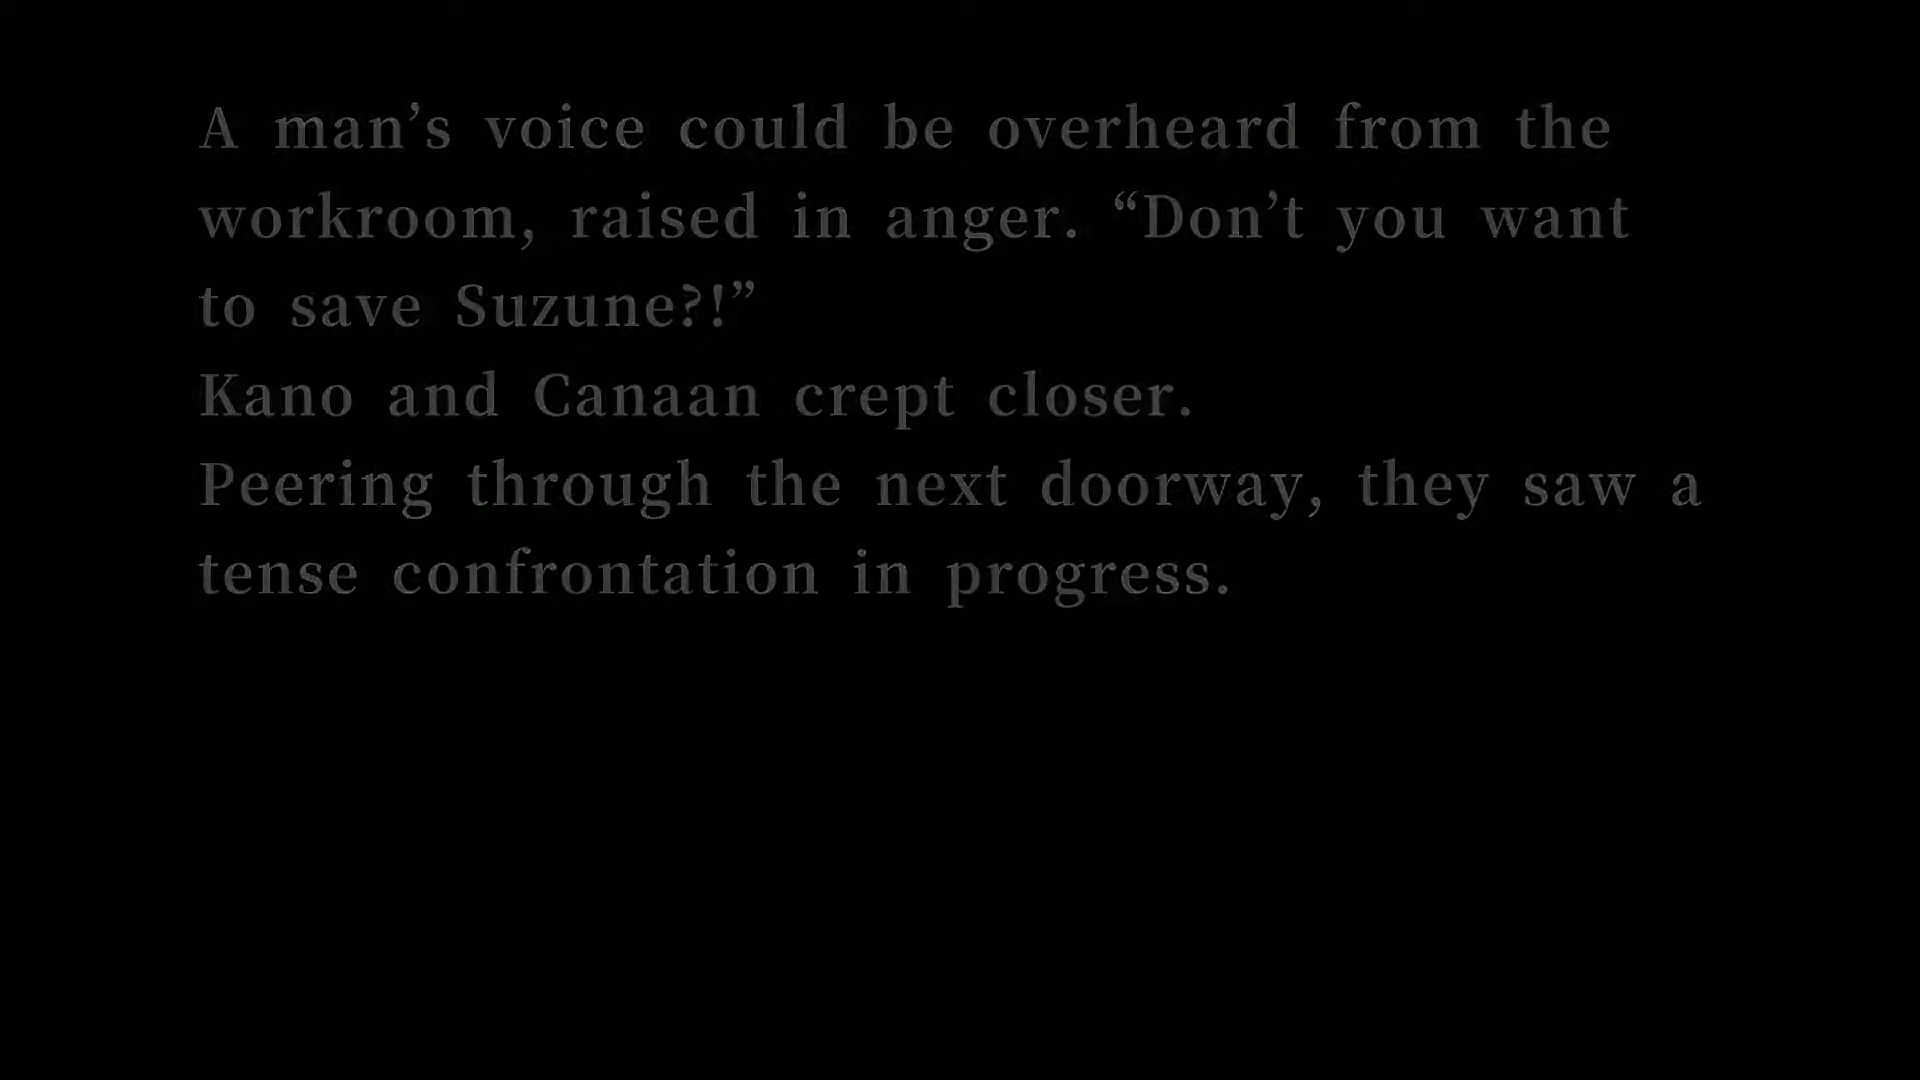 A man’s voice could be overheard from the
workroom, raised in anger. “Don’t you want
to save Suzune?!”
Kano and Canaan crept closer.
Peering through the next doorway, they saw a
tense confrontation in progress.